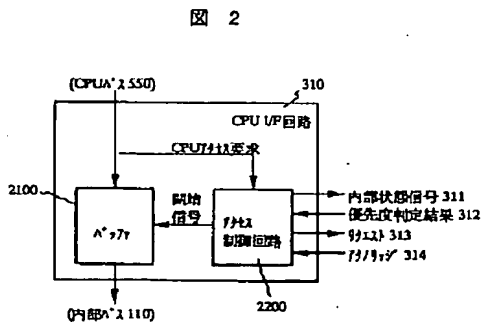 図 2
(CPUバス550)
310
CPU I/F回路
CPUアクセス要求
2100
開始
信号
バッファ
アクセス
制御回路
内部状態信号 311
優先度判定結果 312
リクエスト 313
アクノリッジ 314
2200
(内部バス110)